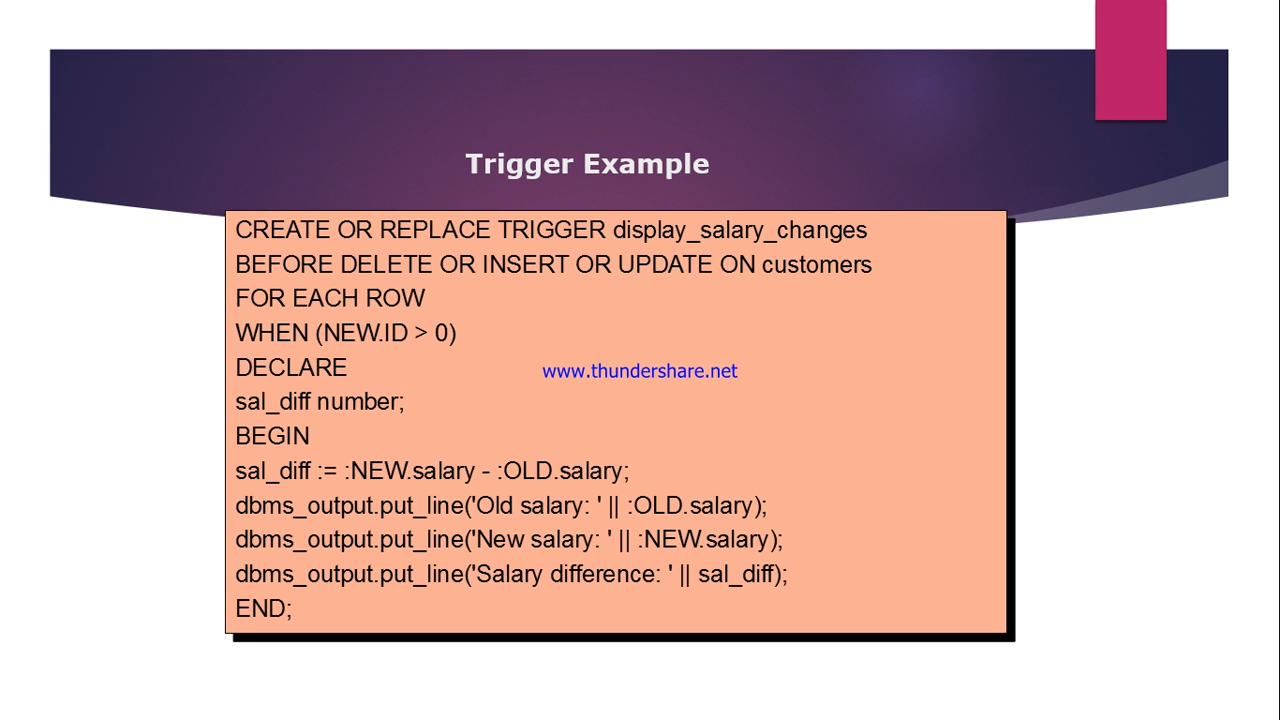 Trigger Example
CREATE OR REPLACE TRIGGER display_salary_changes
BEFORE DELETE OR INSERT OR UPDATE ON customers
FOR EACH ROW
WHEN (NEW.ID > 0)
DECLARE
www.thundershare.net
sal_diff number;
BEGIN
sal_diff := :NEW.salary - :OLD.salary;
dbms_output.put_line('Old salary: ' || :OLD.salary);
dbms_output.put_line('New salary: ' || :NEW.salary);
dbms_output.put_line('Salary difference: ' || sal_diff);
END;